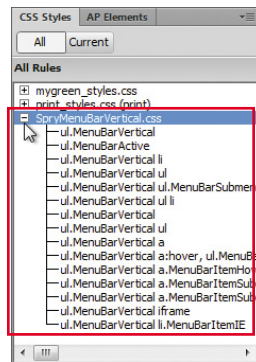 CSS Styles AP Elements
All Current
All Rules
mygreen_styles.css
print_styles.css (print)
SpryMenuBarVertical.css
ul.MenuBarVertical
ul.MenuBarActive
ul.MenuBarVertical li
ul.MenuBarVertical ul
ul.MenuBarVertical ul.MenuBarSubmen
ul.MenuBarVertical ul li
ul.MenuBarVertical
ul.MenuBarVertical ul
ul.MenuBarVertical a
ul.MenuBarVertical a:hover, ul.MenuBa
ul.MenuBarVertical a.MenuBarItemHov
ul.MenuBarVertical a.MenuBarItemSub
ul.MenuBarVertical a.MenuBarItemSub
ul.MenuBarVertical iframe
ul.MenuBarVertical li.MenuBarItemIE